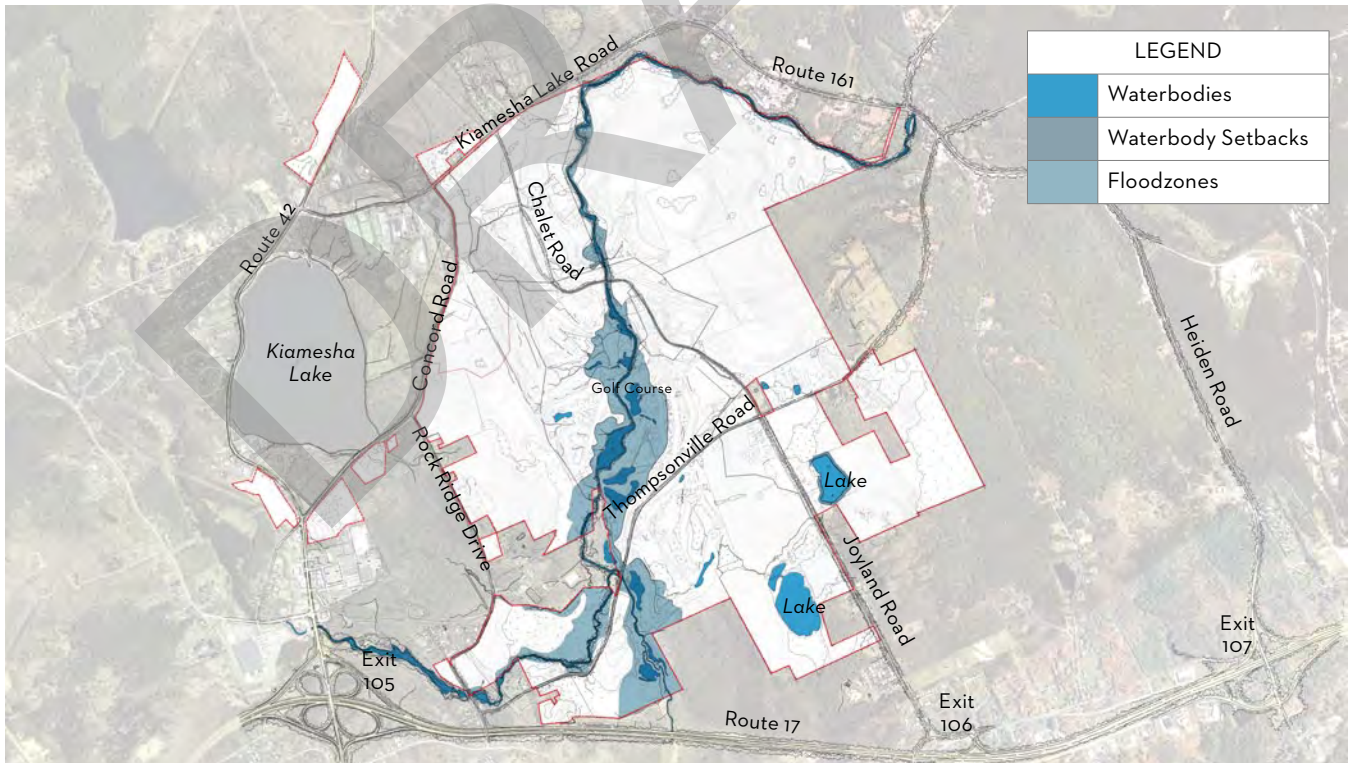 LEGEND
Waterbodies
Waterbody Setbacks
Floodzones
Route 161
Kiamesha Lake Road
Route 42
Chalet Road
Concord Road
Kiamesha
Lake
Golf Course
Heiden Road
Thompsonville Road
Rock Ridge Drive
Lake
Joyland Road
Lake
Exit
105
Exit
106
Exit
107
Route 17